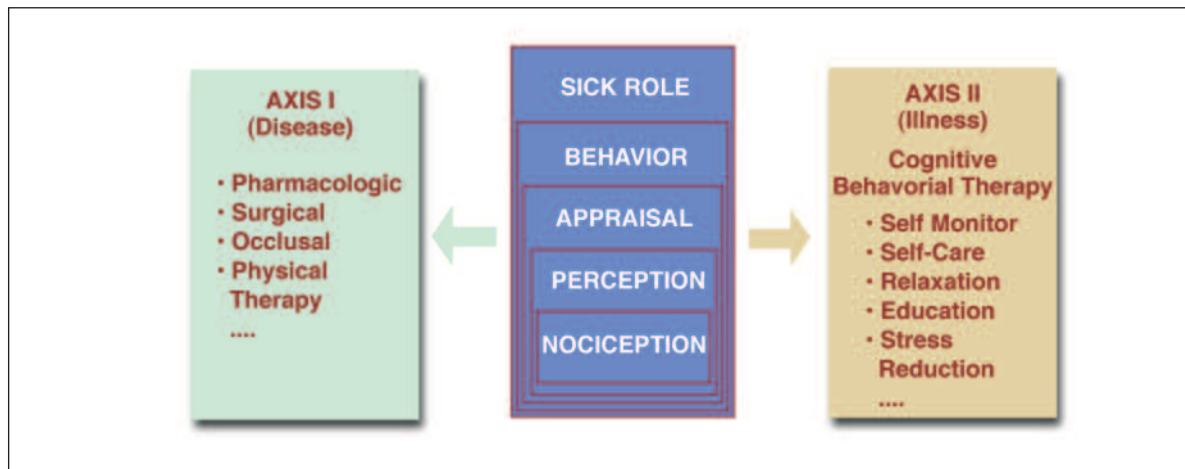 AXIS I
(Disease)
• Pharmacologic
• Surgical
• Occlusal
• Physical
Therapy
....
SICK ROLE
BEHAVIOR
APPRAISAL
PERCEPTION
NOCICEPTION
AXIS II
(Illness)
Cognitive
Behavorial Therapy
• Self Monitor
• Self-Care
• Relaxation
• Education
• Stress
Reduction
....